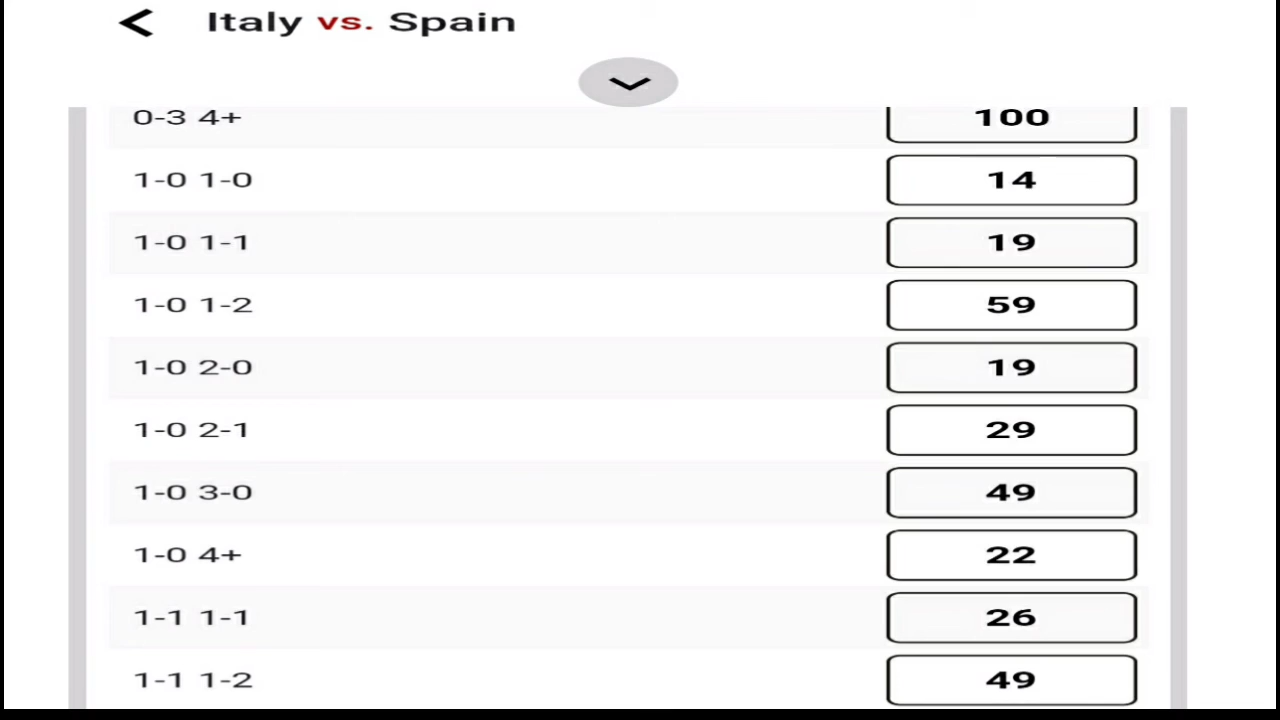 Italy vs. Spain
0-3 4+ 100
1-0 1-0 14
1-0 1-1 19
1-0 1-2 59
1-0 2-0 19
1-0 2-1 29
1-0 3-0 49
1-0 4+ 22
1-1 1-1 26
1-1 1-2 49